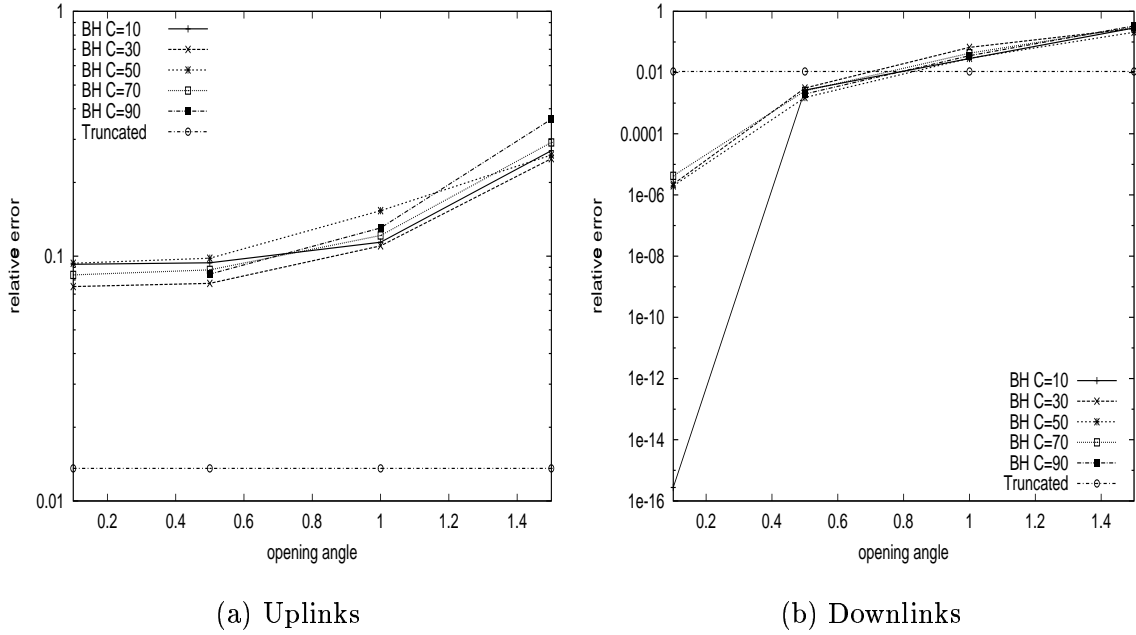 1
0.1
0.01
0.2
0.4
0.6
0.8
1
1.2
1.4
relative error
opening angle
BH C=10
BH C=30
BH C=50
BH C=70
BH C=90
Truncated
(a) Uplinks
1
0.01
0.0001
1e-06
1e-08
1e-10
1e-12
1e-14
1e-16
0.2
0.4
0.6
0.8
1
1.2
1.4
relative error
opening angle
BH C=10
BH C=30
BH C=50
BH C=70
BH C=90
Truncated
(b) Downlinks